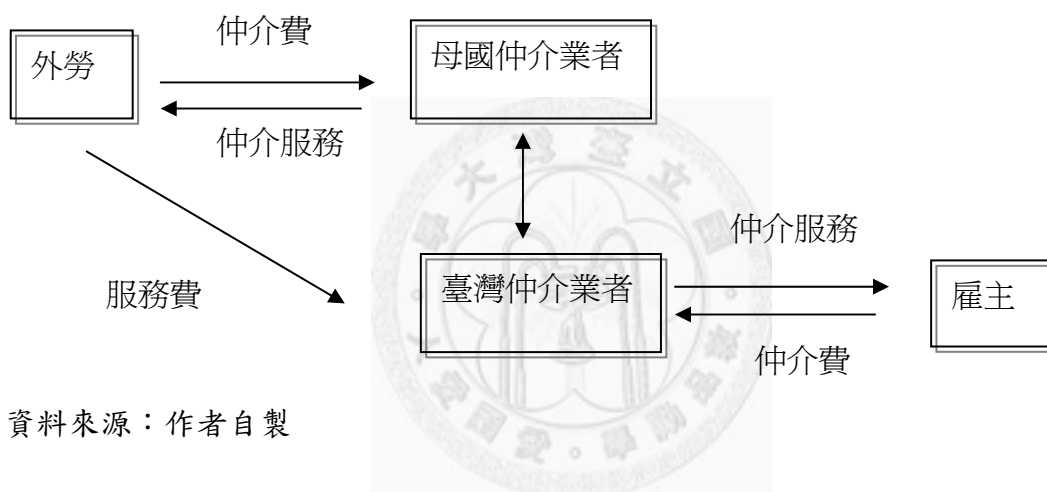 仲介費
外勞
母國仲介業者
仲介服務
仲介服務
服務費
臺灣仲介業者
雇主
仲介費
資料來源：作者自製